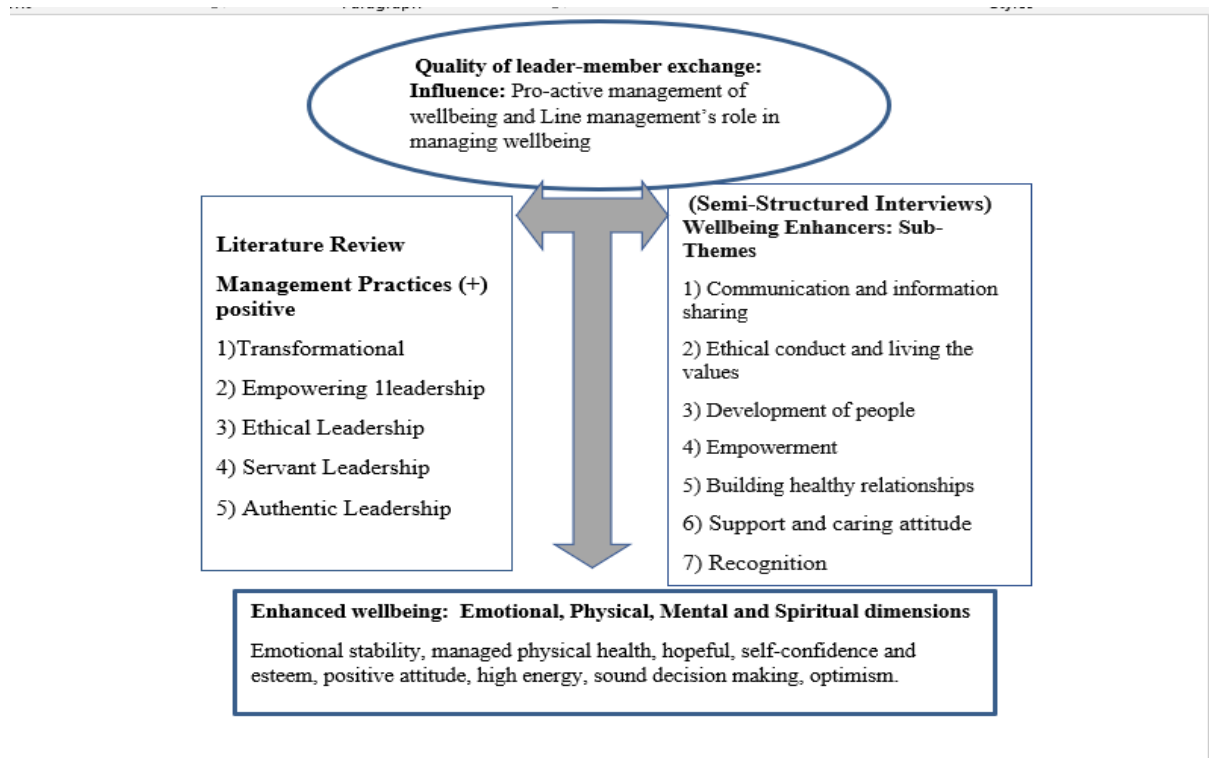 Quality of leader-member exchange:
Influence: Pro-active management of
wellbeing and Line management's role in
managing wellbeing
Literature Review
Management Practices (+)
positive
1)Transformational
2) Empowering 1leadership
3) Ethical Leadership
4) Servant Leadership
5) Authentic Leadership
(Semi-Structured Interviews)
Wellbeing Enhancers: Sub-
Themes
1) Communication and information
sharing
2) Ethical conduct and living the
values
3) Development of people
4) Empowerment
5) Building healthy relationships
6) Support and caring attitude
7) Recognition
Enhanced wellbeing: Emotional, Physical, Mental and Spiritual dimensions
Emotional stability, managed physical health, hopeful, self-confidence and
esteem, positive attitude, high energy, sound decision making, optimism.